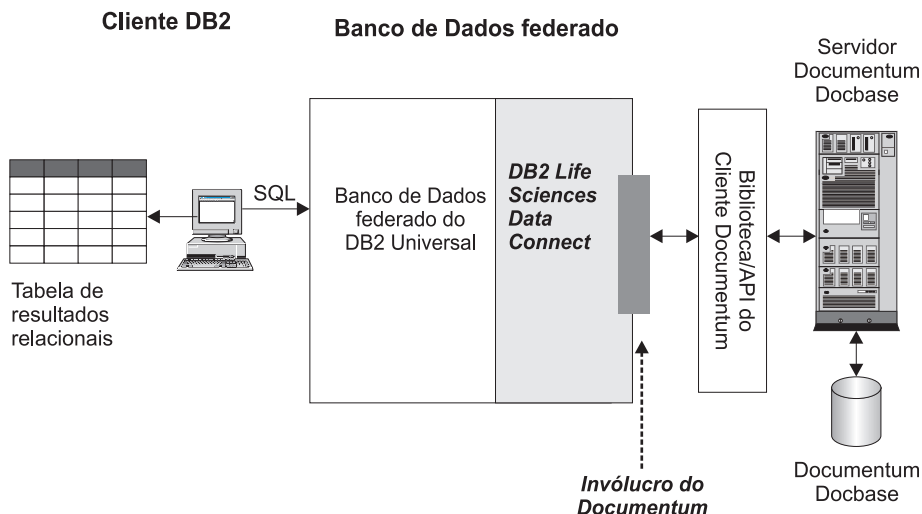 Cliente DB2
Banco de Dados federado
Servidor
Documentum
Docbase
SQL
Banco de Dados
federado do
DB2 Universal
DB2 Life
Sciences
Data
Connect
Biblioteca/API do
Cliente Documentum
Tabela de
resultados
relacionais
Invólucro do
Documentum
Documentum
Docbase